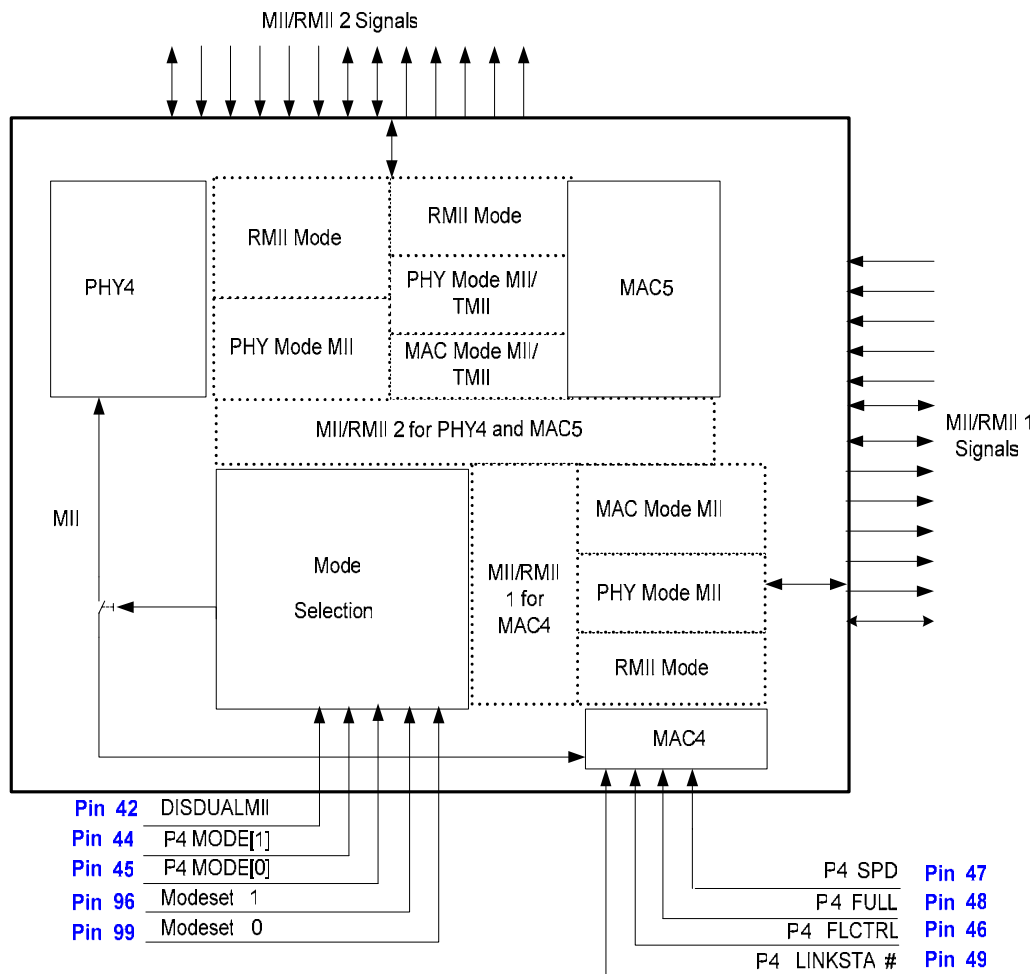 MII/RMII 2 Signals
PHY4
RMII Mode
RMII Mode
PHY Mode MII/
TMII
MAC5
PHY Mode MII
MAC Mode MII/
TMII
MII/RMII 2 for PHY4 and MAC5
MII/RMII 1
Signals
MII
Mode
Selection
MII/RMII
1 for
MAC4
MAC Mode MII
PHY Mode MII
RMII Mode
MAC4
Pin 42 DISDUALMII
Pin 44 P4 MODE[1]
Pin 45 P4 MODE[0]
Pin 96 Modeset 1
Pin 99 Modeset 0
P4 SPD Pin 47
P4 FULL Pin 48
P4 FLCTRL Pin 46
P4 LINKSTA # Pin 49